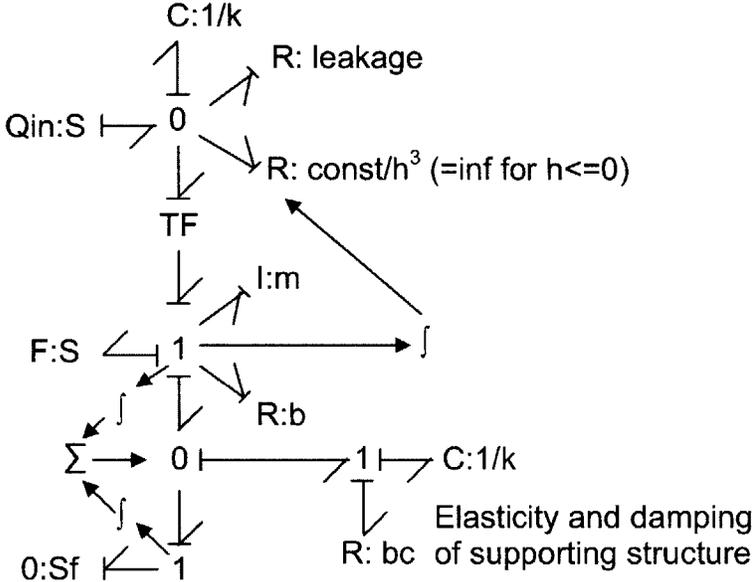 C:1/k
R: leakage
Qin:S 0
R: const/h³ (=inf for h<=0)
TF
I:m
F:S 1 ∫
∫ R:b
Σ 0 1 C:1/k
∫ Elasticity and damping
0:Sf 1 R: bc of supporting structure